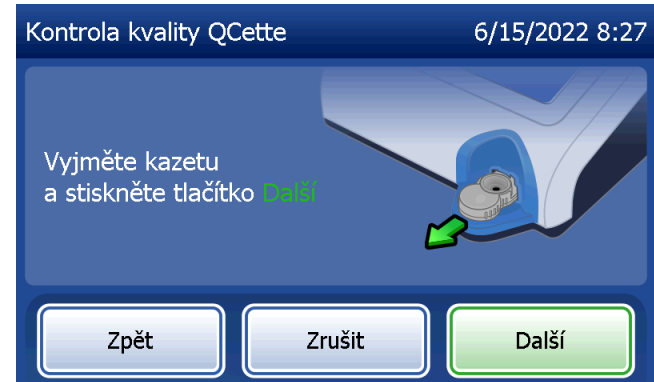 Kontrola kvality QCette
6/15/2022 8:27
Vyjměte kazetu
a stiskněte tlačítko Další
Zpět
Zrušit
Další